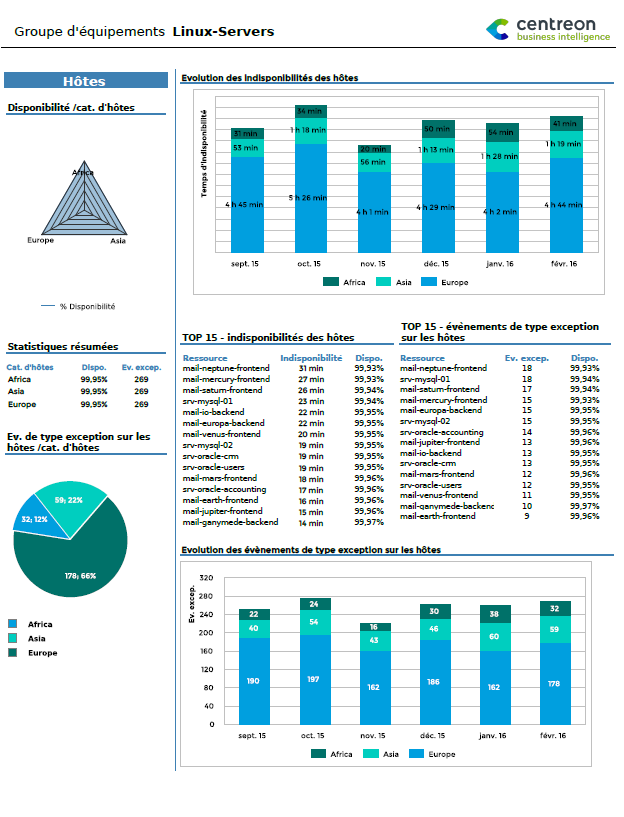 Groupe d'équipements Linux-Servers
centreon
business intelligence
Hôtes
Disponibilité /cat. d'hôtes
Africa
Europe
Asia
% Disponibilité
Statistiques résumées
Cat. d'hôtes Dispo. Ev. excep.
Africa 99,95% 269
Asia 99,95% 269
Europe 99,95% 269
Ev. de type exception sur les
hôtes /cat. d'hôtes
59; 22%
32; 12%
178; 66%
Africa
Asia
Europe
Evolution des indisponibilités des hôtes
Temps d'indisponibilité
31 min
53 min
4 h 45 min
34 min
1 h 18 min
5 h 26 min
20 min
56 min
4 h 1 min
50 min
1 h 13 min
4 h 29 min
54 min
1 h 28 min
4 h 2 min
41 min
1 h 19 min
4 h 44 min
sept. 15 oct. 15 nov. 15 déc. 15 janv. 16 févr. 16
Africa Asia Europe
TOP 15 - indisponibilités des hôtes
Ressource Indisponibilité Dispo.
mail-neptune-frontend 31 min 99,93%
mail-mercury-frontend 27 min 99,93%
mail-saturn-frontend 26 min 99,94%
srv-mysql-01 23 min 99,94%
mail-io-backend 22 min 99,95%
mail-europa-backend 22 min 99,95%
mail-venus-frontend 20 min 99,95%
srv-mysql-02 19 min 99,95%
srv-oracle-crm 19 min 99,95%
srv-oracle-users 19 min 99,95%
mail-mars-frontend 18 min 99,96%
srv-oracle-accounting 17 min 99,96%
mail-earth-frontend 16 min 99,96%
mail-jupiter-frontend 15 min 99,96%
mail-ganymede-backend 14 min 99,97%
TOP 15 - évènements de type exception
sur les hôtes
Ressource Ev. excep. Dispo.
mail-neptune-frontend 18 99,93%
srv-mysql-01 18 99,94%
mail-saturn-frontend 17 99,94%
mail-mercury-frontend 15 99,93%
mail-europa-backend 15 99,95%
srv-mysql-02 15 99,95%
srv-oracle-accounting 14 99,96%
mail-jupiter-frontend 13 99,96%
mail-io-backend 13 99,95%
srv-oracle-crm 13 99,95%
mail-mars-frontend 12 99,96%
srv-oracle-users 12 99,95%
mail-venus-frontend 11 99,95%
mail-ganymede-backenc 10 99,97%
mail-earth-frontend 9 99,96%
Evolution des évènements de type exception sur les hôtes
Ev. excep.
320
280
240
200
160
120
80
40
0
22
40
190
24
54
197
16
43
162
30
46
186
38
60
162
32
59
178
sept. 15 oct. 15 nov. 15 déc. 15 janv. 16 févr. 16
Africa Asia Europe